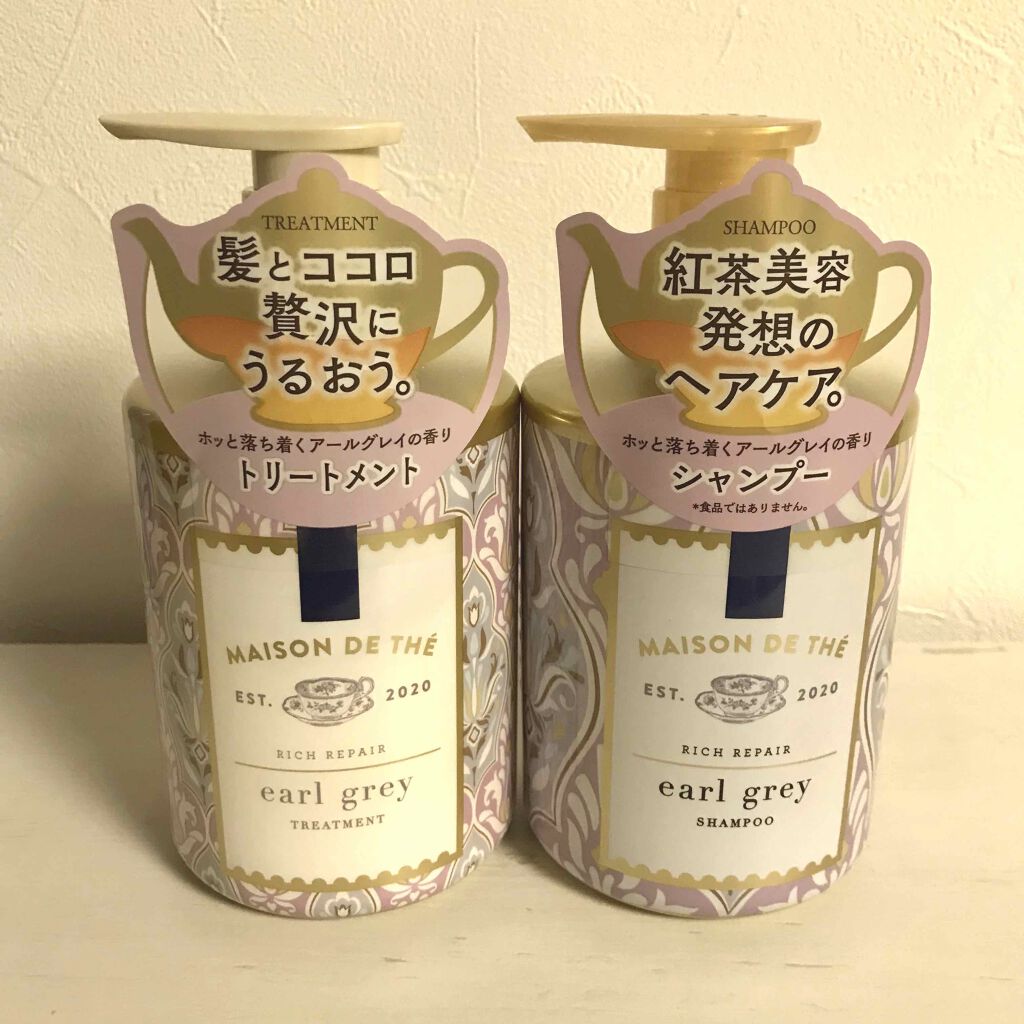 TREATMENT
髪とココロ
贅沢に
うるおう。
ホッと落ち着くアールグレイの香り
トリートメント
MAISON DE THÉ
EST. 2020
RICH REPAIR
earl grey
TREATMENT
SHAMPOO
紅茶美容
発想の
ヘアケア。
ホッと落ち着くアールグレイの香り
シャンプー
*食品ではありません。
MAISON DE THÉ
EST. 2020
RICH REPAIR
earl grey
SHAMPOO